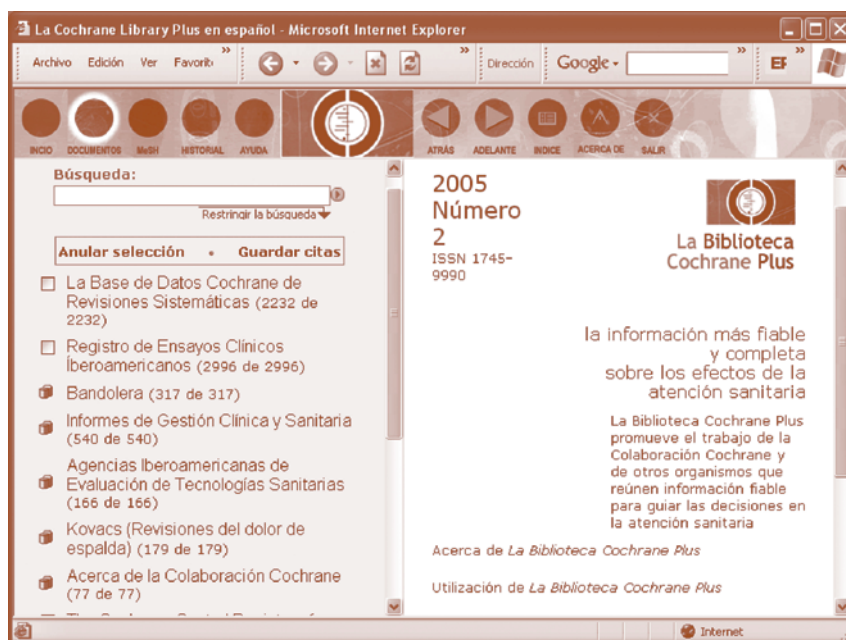 La Cochrane Library Plus en español - Microsoft Internet Explorer
Archivo Edición Ver Favorit » » Dirección Google » EF »
INCIO DOCUMENTOS MeSH HISTORIAL AYUDA ATRÁS ADELANTE INDICE ACERCA DE SALIR
Búsqueda:
Restringir la búsqueda
Anular selección • Guardar citas
La Base de Datos Cochrane de
Revisiones Sistemáticas (2232 de
2232)
Registro de Ensayos Clínicos
Íberoamericanos (2996 de 2996)
Bandolera (317 de 317)
Informes de Gestión Clínica y Sanitaria
(540 de 540)
Agencias Iberoamericanas de
Evaluación de Tecnologías Sanitarias
(166 de 166)
Kovacs (Revisiones del dolor de
espalda) (179 de 179)
Acerca de la Colaboración Cochrane
(77 de 77)
2005
Número
2
ISSN 1745-
9990
La Biblioteca
Cochrane Plus
la información más fiable
y completa
sobre los efectos de la
atención sanitaria
La Biblioteca Cochrane Plus
promueve el trabajo de la
Colaboración Cochrane y
de otros organismos que
reúnen información fiable
para guiar las decisiones en
la atención sanitaria
Acerca de La Biblioteca Cochrane Plus
Utilización de La Biblioteca Cochrane Plus
Internet